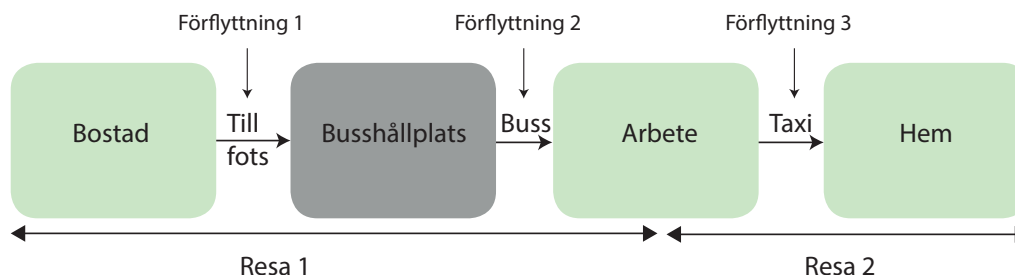 Förflyttning 1
Förflyttning 2
Förflyttning 3
Bostad
Till
fots
Busshållplats
Buss
Arbete
Taxi
Hem
Resa 1
Resa 2